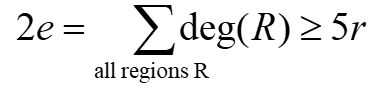 2e = ∑deg(R) ≥ 5r
all regions R